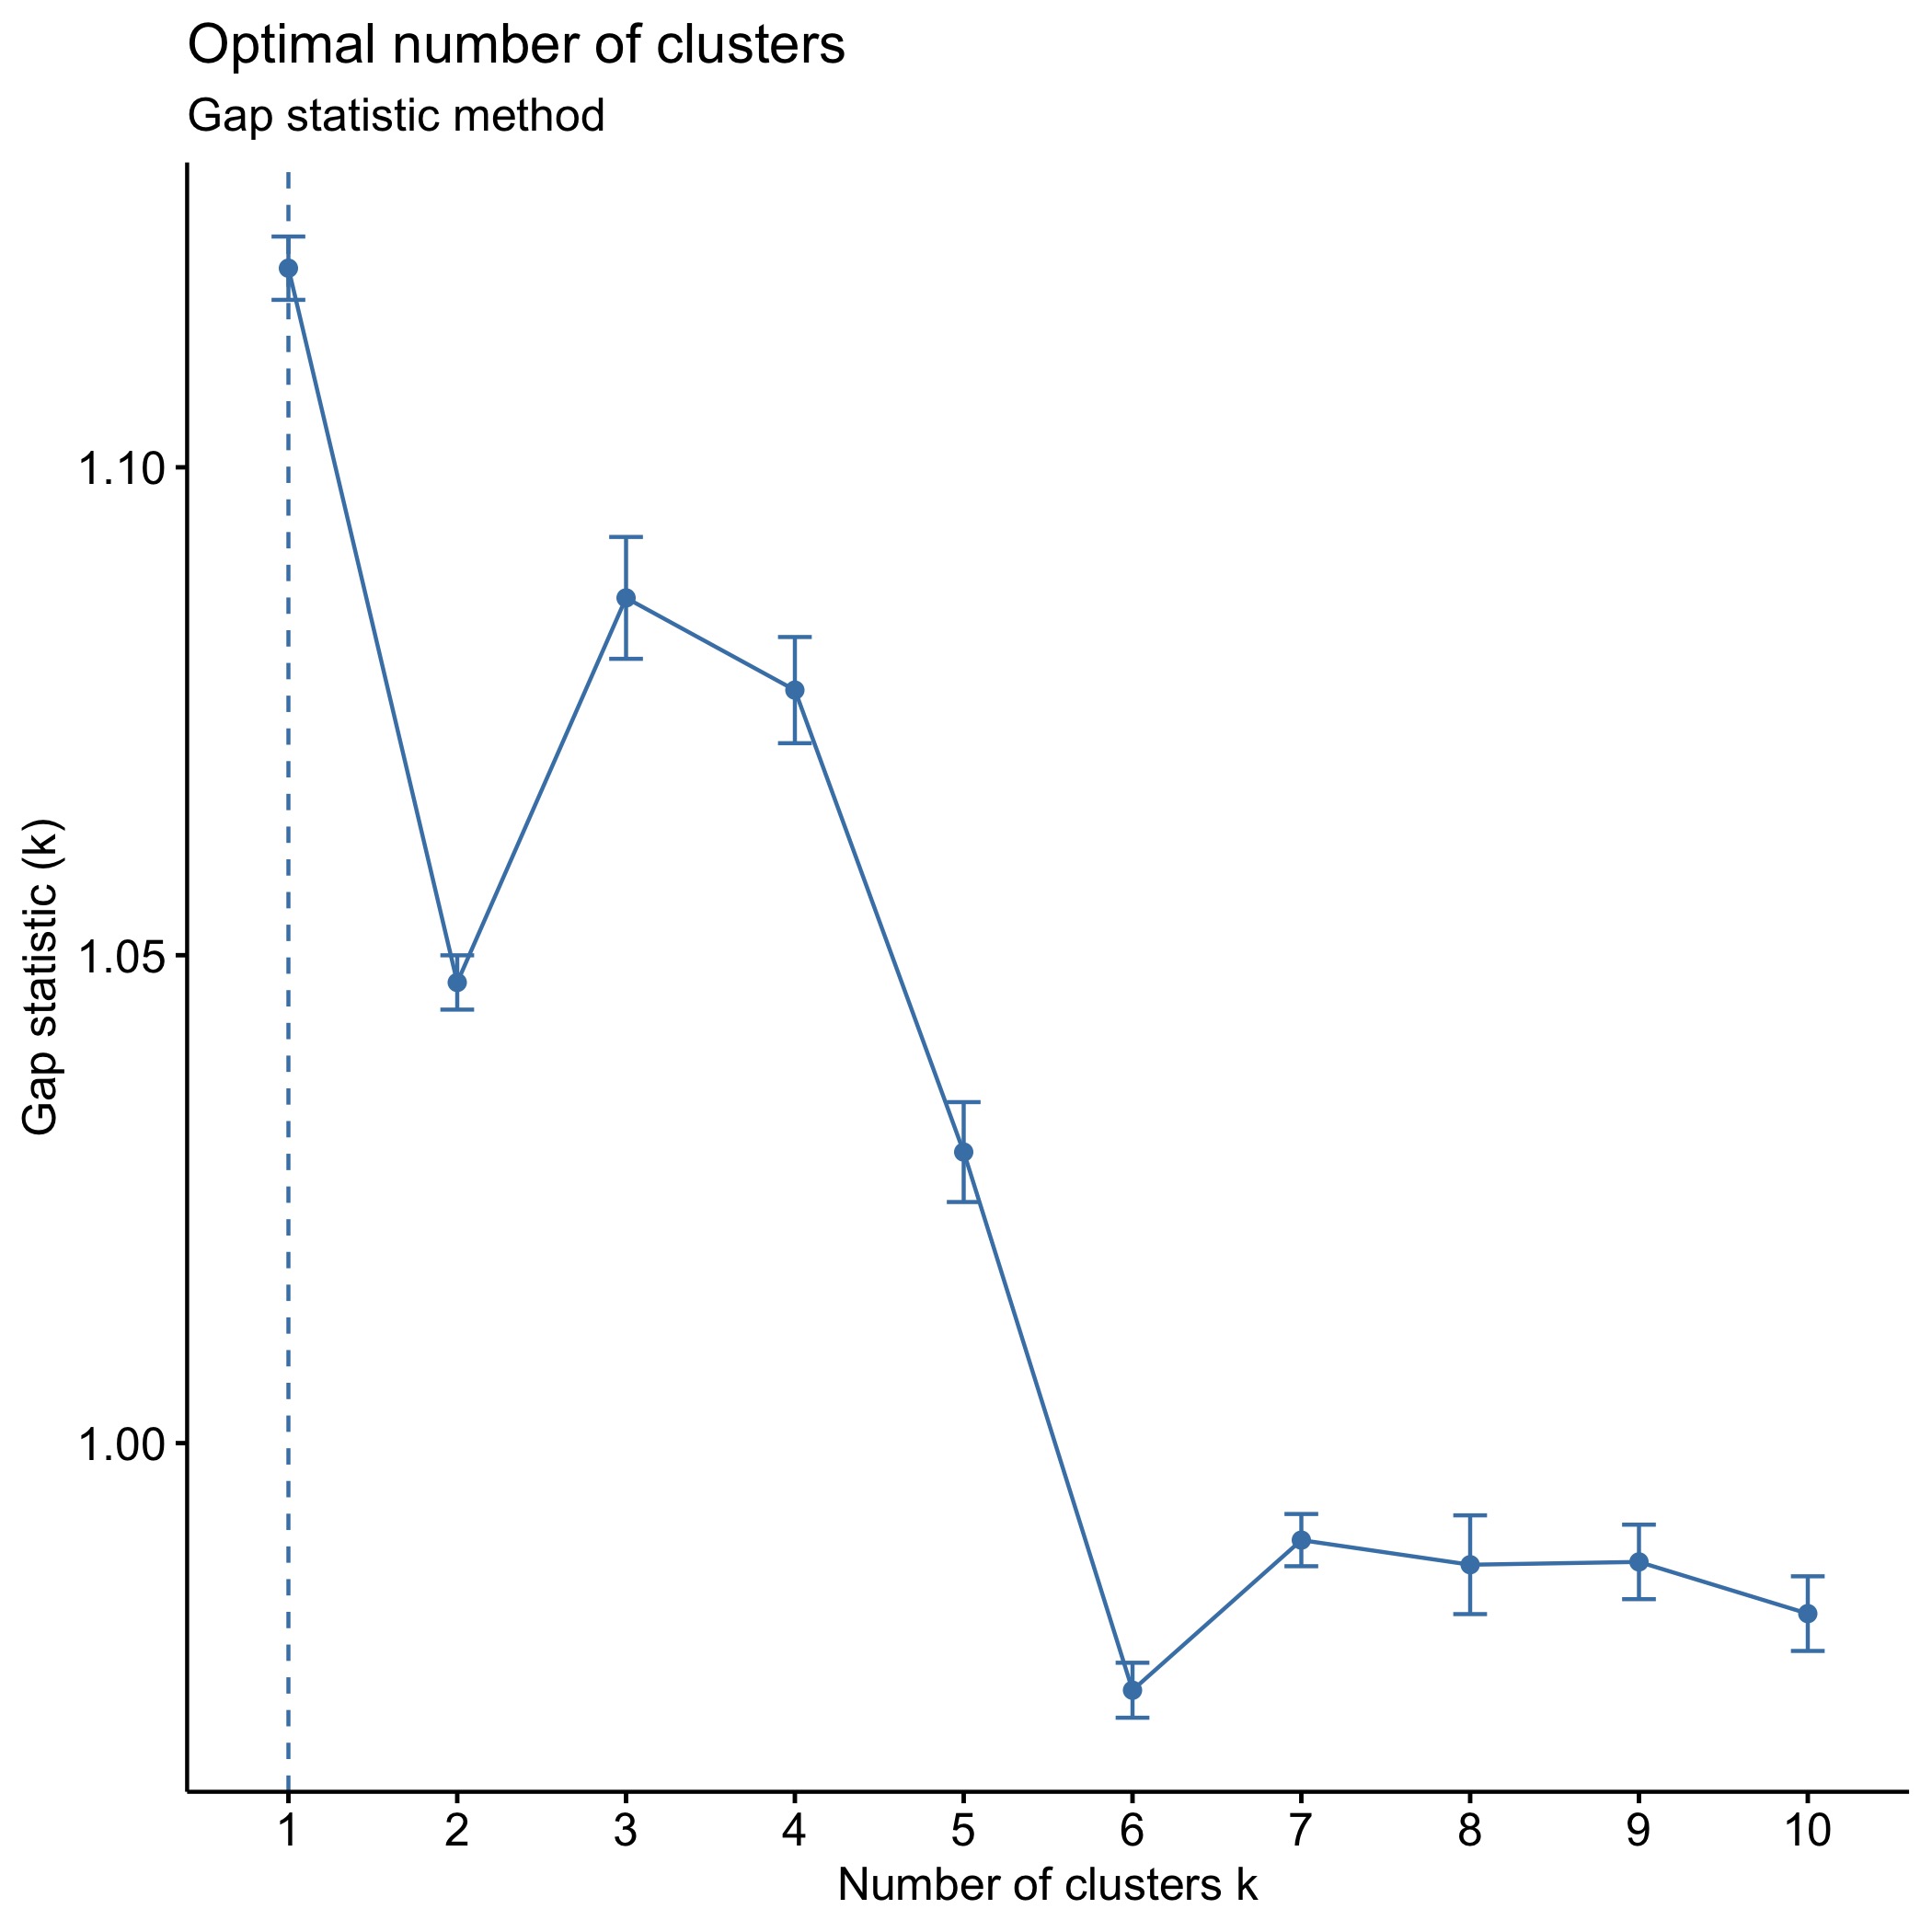 Optimal number of clusters
Gap statistic method
Gap statistic (k)
1.10
1.05
1.00
1 2 3 4 5 6 7 8 9 10
Number of clusters k